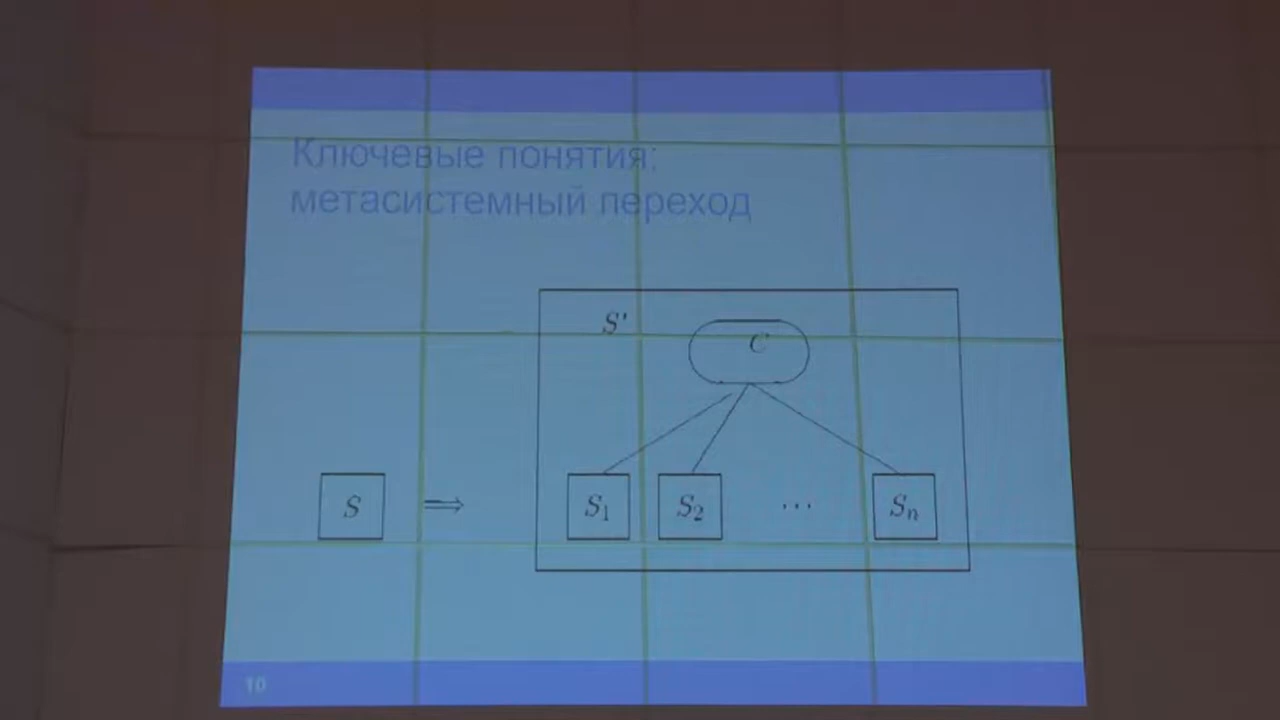 Ключевые понятия:
метасистемный переход
S'
C
S ⟹ S₁ S₂ ... Sₙ
10